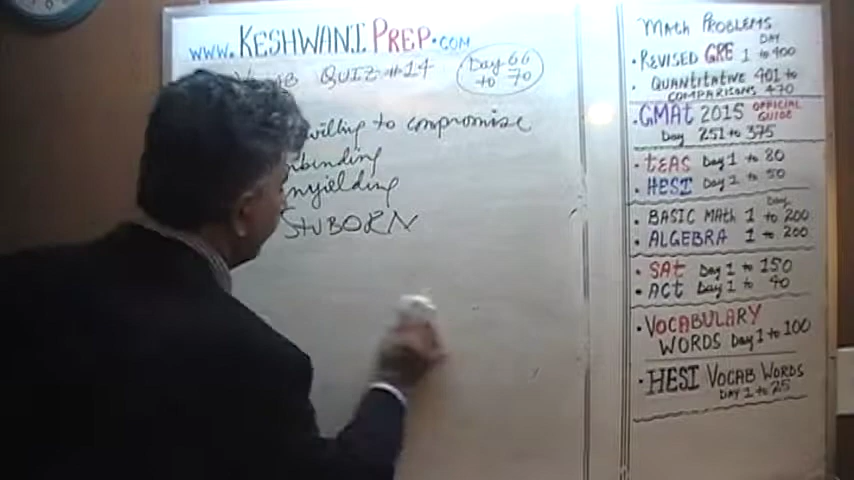 www.KESHWANI PREP.COM
QUIZ #14
Day 66
to 70
willing to compromise
nbinding
nyielding
STUBORN
Math PROBLEMS
DAY
• REVISED GRE 1 to 400
• QUANTITATIVE 401 to
COMPARISONS 470
• GMAt 2015 OFFICIAL
GUIDE
Day 251 to 375
• tEAS Day 1 to 80
• HESI Day 1 to 50
Day
• BASIC Math 1 to 200
• ALGEBRA 1 to 200
• SAt Day 1 to 150
• ACt Day 1 to 40
• VOCABULARY
WORDS Day 1 to 100
• HESI VOCAB WORDS
DAY 1 to 25